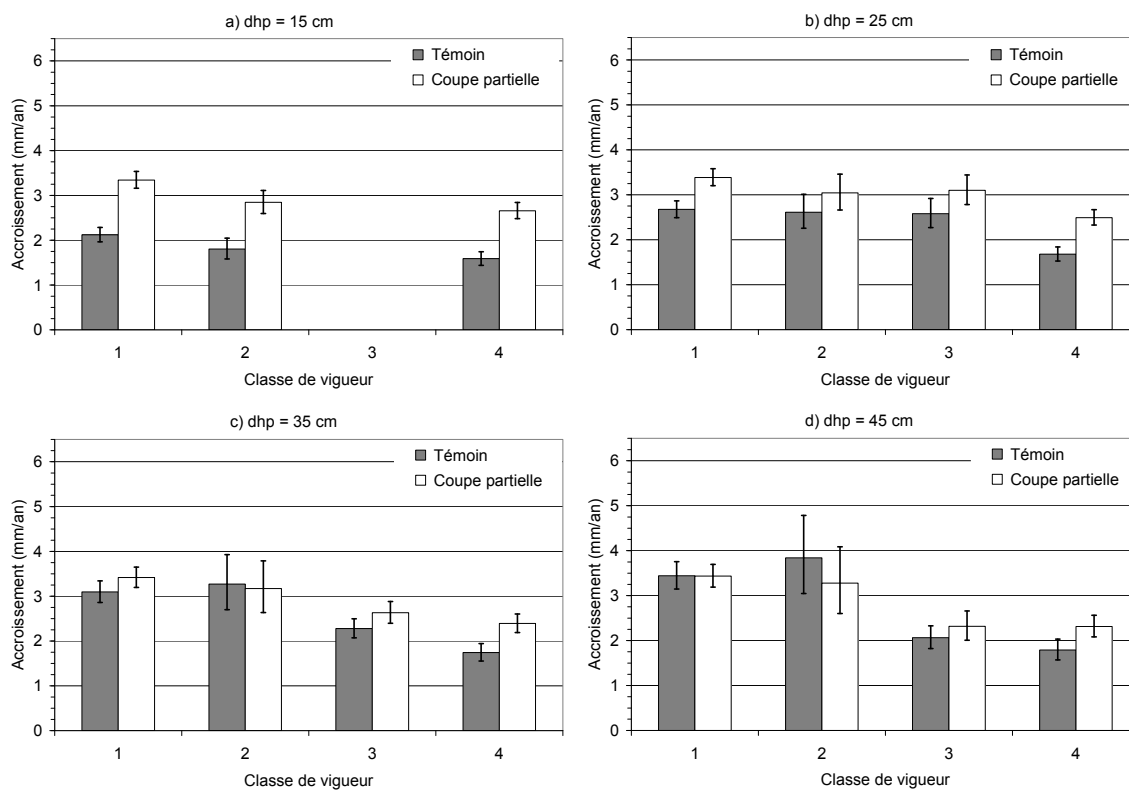 a) dhp = 15 cm
Témoin
Coupe partielle
Accroissement (mm/an)
6
5
4
3
2
1
0
1 2 3 4
Classe de vigueur
b) dhp = 25 cm
Témoin
Coupe partielle
Accroissement (mm/an)
6
5
4
3
2
1
0
1 2 3 4
Classe de vigueur
c) dhp = 35 cm
Témoin
Coupe partielle
Accroissement (mm/an)
6
5
4
3
2
1
0
1 2 3 4
Classe de vigueur
d) dhp = 45 cm
Témoin
Coupe partielle
Accroissement (mm/an)
6
5
4
3
2
1
0
1 2 3 4
Classe de vigueur